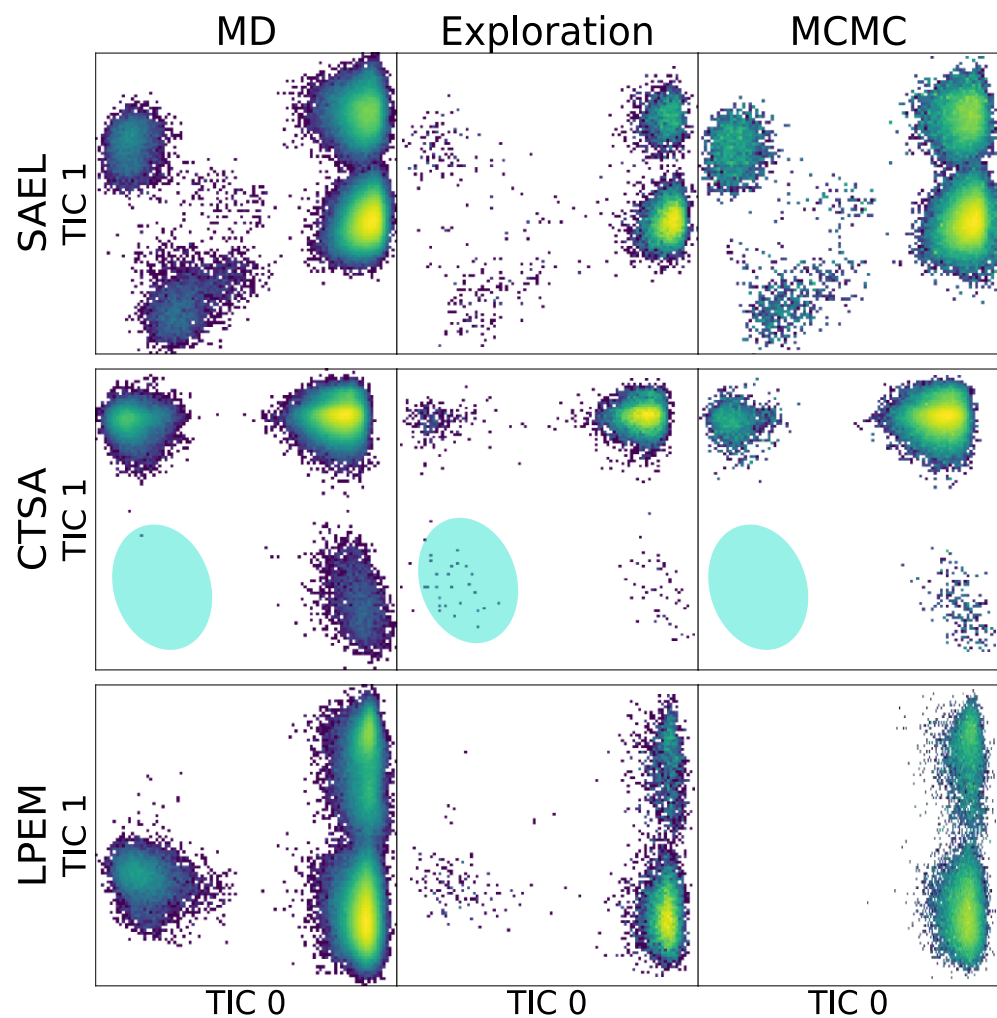 MD Exploration MCMC
SAEL
TIC 1
CTSA
TIC 1
LPEM
TIC 1
TIC 0 TIC 0 TIC 0